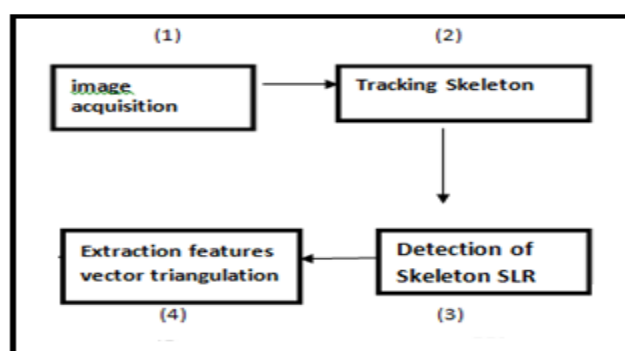 (1) (2)
image
acquisition
Tracking Skeleton
Extraction features
vector triangulation
Detection of
Skeleton SLR
(4) (3)